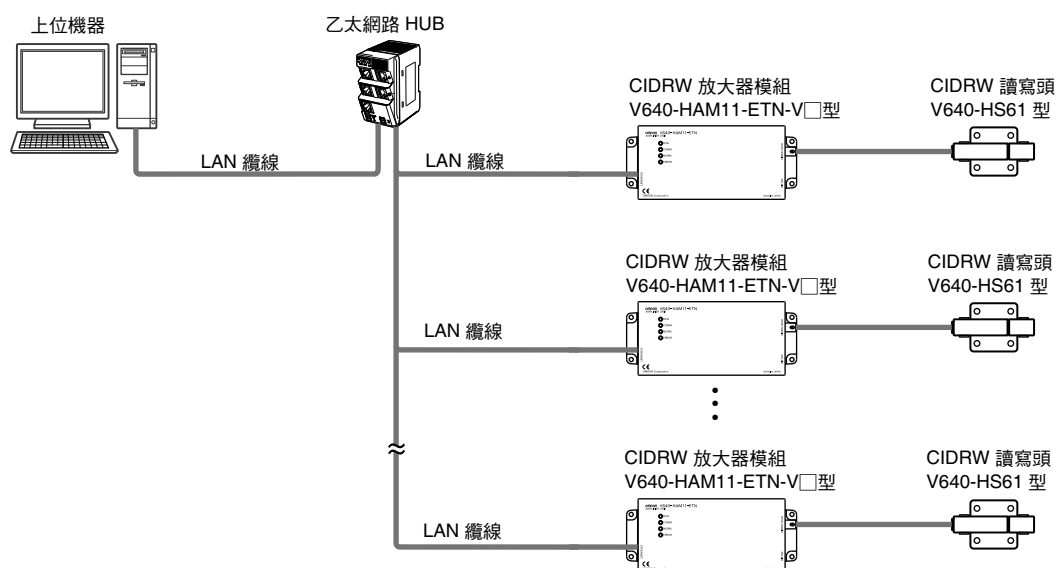 上位機器
乙太網路 HUB
CIDRW 放大器模組
V640-HAM11-ETN-V□型
CIDRW 讀寫頭
V640-HS61 型
LAN 纜線
LAN 纜線
CIDRW 放大器模組
V640-HAM11-ETN-V□型
CIDRW 讀寫頭
V640-HS61 型
LAN 纜線
CIDRW 放大器模組
V640-HAM11-ETN-V□型
CIDRW 讀寫頭
V640-HS61 型
LAN 纜線